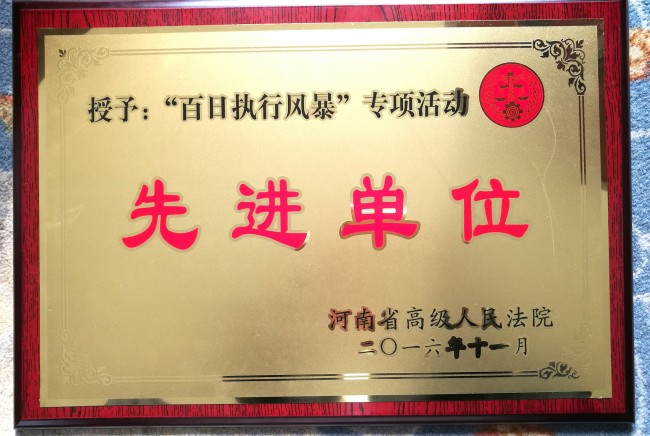 授予：“百日执行风暴”专项活动
先进单位
河南省高级人民法院
二〇一六年十一月